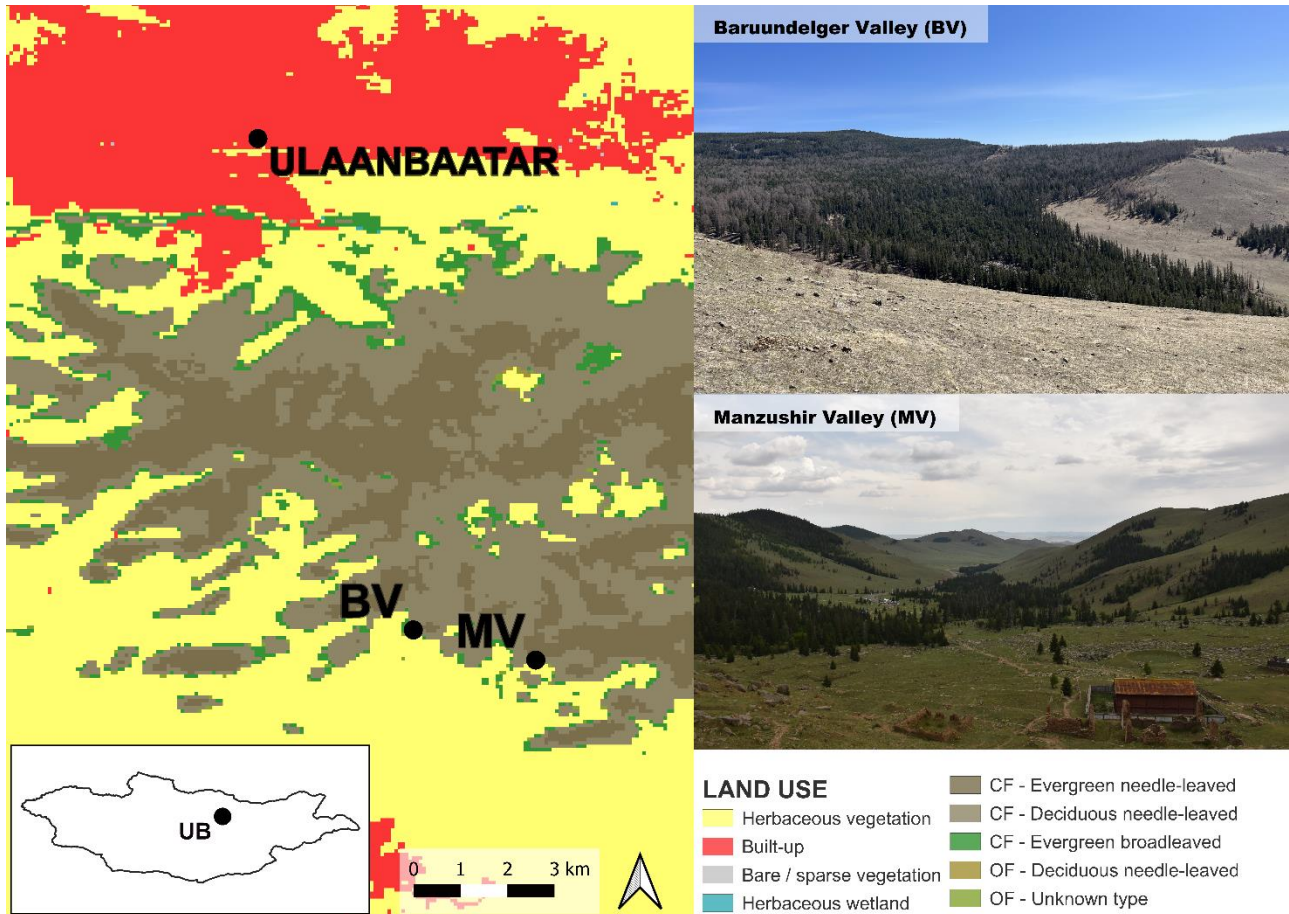 ULAANBAATAR
BV
MV
UB
0 1 2 3 km
Baruundelger Valley (BV)
Manzushir Valley (MV)
LAND USE
Herbaceous vegetation
Built-up
Bare / sparse vegetation
Herbaceous wetland
CF - Evergreen needle-leaved
CF - Deciduous needle-leaved
CF - Evergreen broadleaved
OF - Deciduous needle-leaved
OF - Unknown type